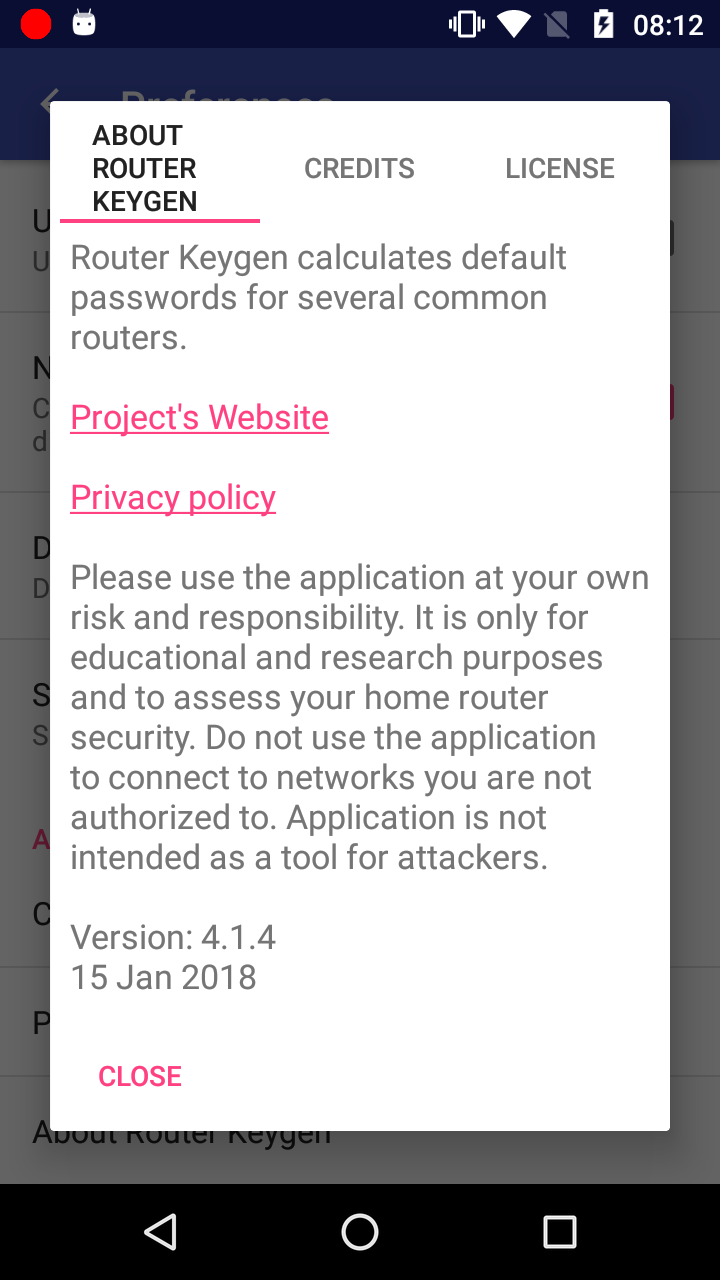 08:12
Preferences
ABOUT
ROUTER
KEYGEN
CREDITS
LICENSE
Router Keygen calculates default
passwords for several common
routers.
Project's Website
Privacy policy
Please use the application at your own
risk and responsibility. It is only for
educational and research purposes
and to assess your home router
security. Do not use the application
to connect to networks you are not
authorized to. Application is not
intended as a tool for attackers.
Version: 4.1.4
15 Jan 2018
CLOSE
About Router Keygen